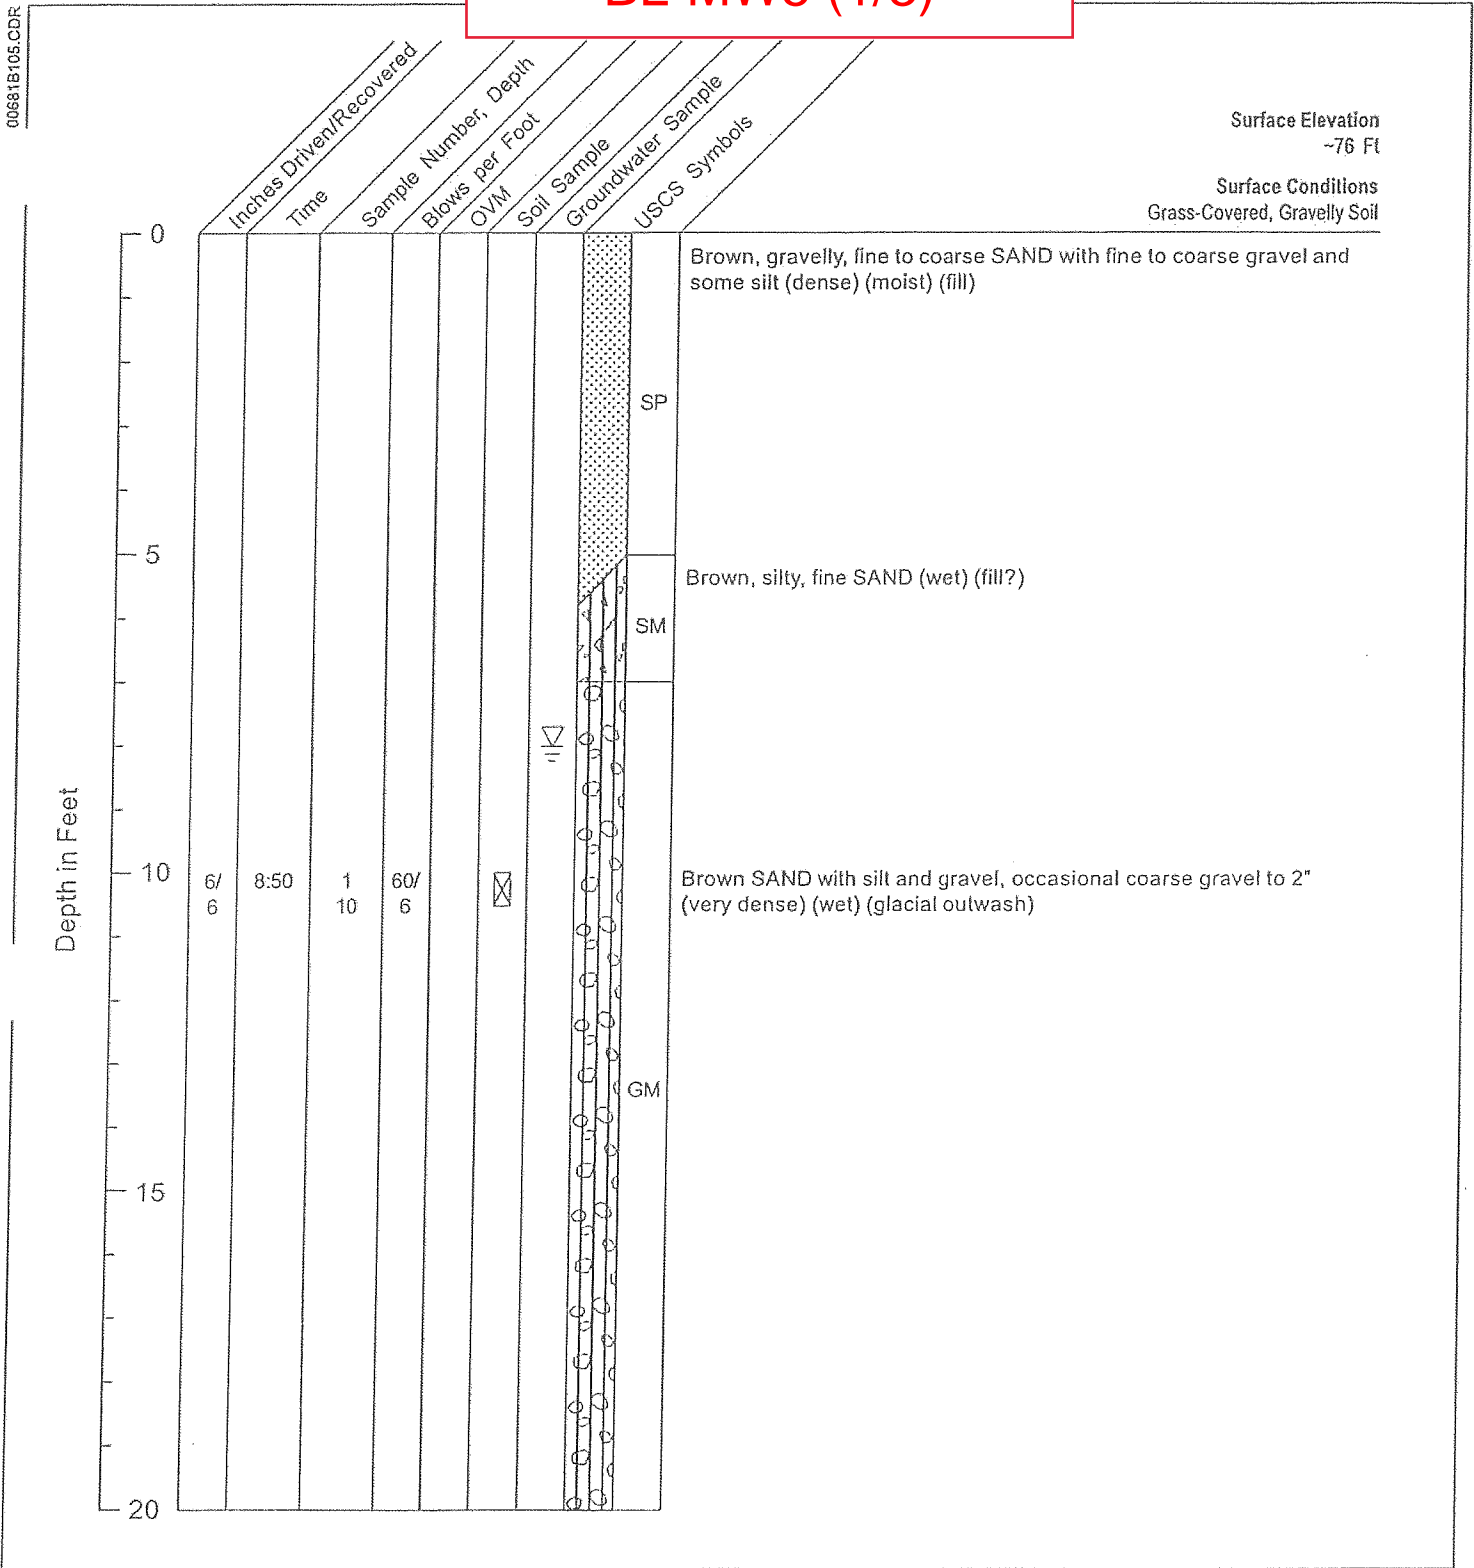 00681B105.CDR
Inches Driven/Recovered
Time
Sample Number, Depth
Blows per Foot
OVM
Soil Sample
Groundwater Sample
USCS Symbols
Surface Elevation
~76 Ft
Surface Conditions
Grass-Covered, Gravelly Soil
0
Brown, gravelly, fine to coarse SAND with fine to coarse gravel and
some silt (dense) (moist) (fill)
SP
5
Brown, silty, fine SAND (wet) (fill?)
SM
Depth in Feet
10
6/
6
8:50
1
10
60/
6
Brown SAND with silt and gravel, occasional coarse gravel to 2"
(very dense) (wet) (glacial outwash)
GM
15
20